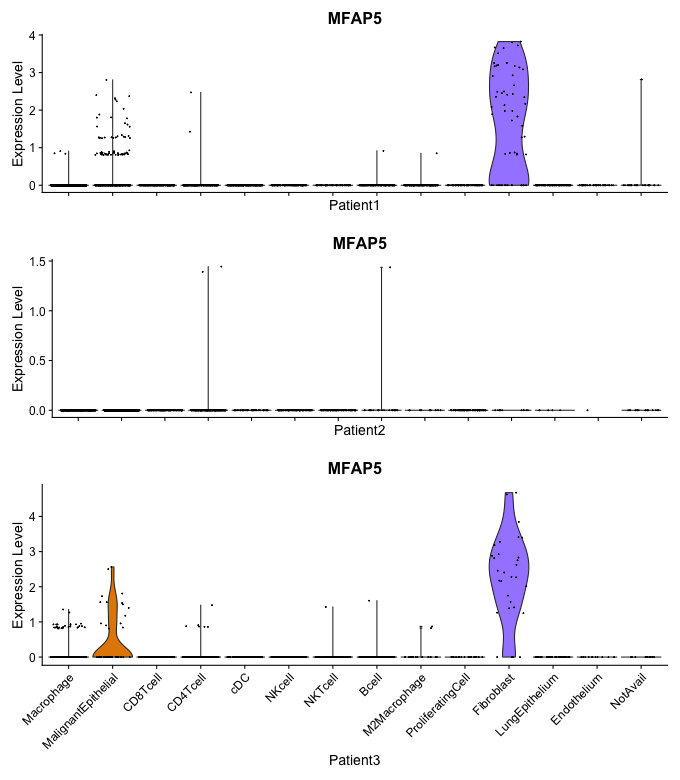 MFAP5
Expression Level
4
3
2
1
0
Patient1
MFAP5
Expression Level
1.5
1.0
0.5
0.0
Patient2
MFAP5
Expression Level
4
3
2
1
0
Macrophage
MalignantEpithelial
CD8Tcell
CD4Tcell
cDC
NKcell
NKTcell
Bcell
M2Macrophage
ProliferatingCell
Fibroblast
LungEpithelium
Endothelium
NotAvail
Patient3